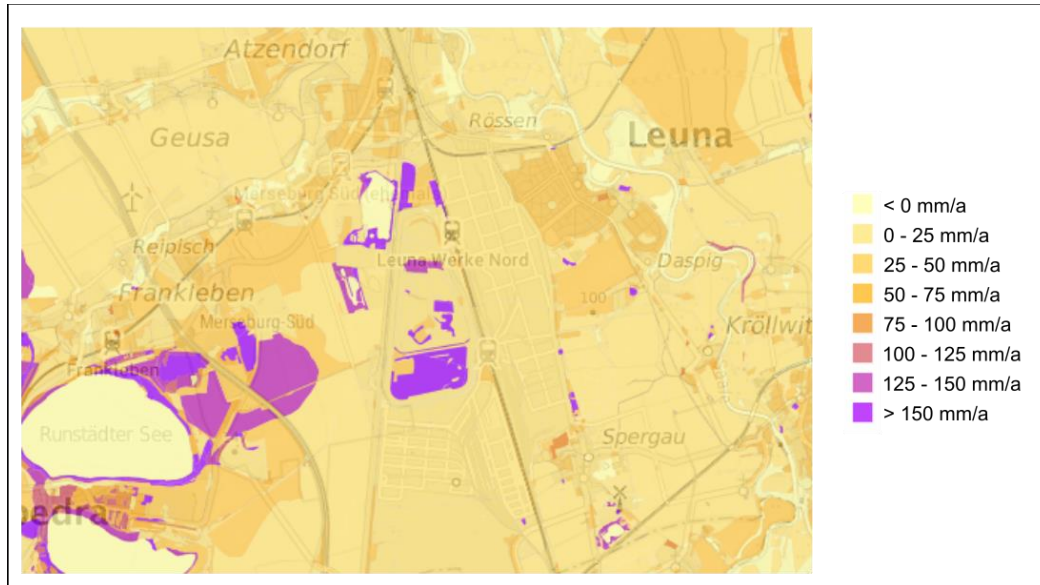 Atzendorf
Rössen
Leuna
Geusa
Merseburg Süd
Reipisch
Leuna Werke Nord
Daspig
Frankleben
100
Merseburg-Süd
Kröllwit
Frankleben
Runstädter See
Spergau
bedra
< 0 mm/a
0 - 25 mm/a
25 - 50 mm/a
50 - 75 mm/a
75 - 100 mm/a
100 - 125 mm/a
125 - 150 mm/a
> 150 mm/a